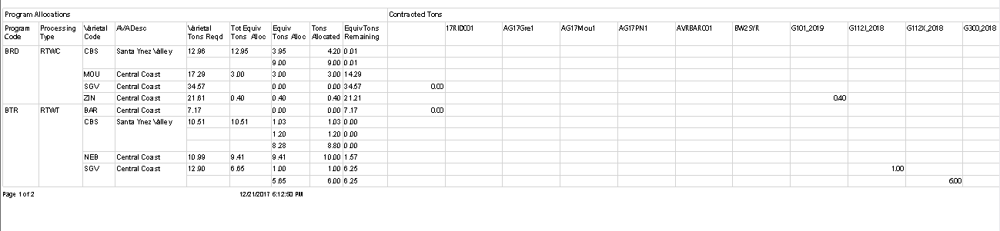 Program Allocations Contracted Tons
Program Processing Varietal AVADesc Varietal Tot Equiv Equiv Tons Equiv Tons 17RIDC01 AG17Gre1 AG17Mou1 AG17PN1 AVRBARC01 BW2SYR G101_2019 G112J_2018 G112X_2018 G300_2018
Code Type Code Tons Reqd Tons Alloc Tons Alloc Allocated Remaining
BRD RTWC CBS Santa Ynez Valley 12.96 12.95 3.95 4.20 0.01
9.00 9.00 0.01
MOU Central Coast 17.29 3.00 3.00 3.00 14.29
SGV Central Coast 34.57 0.00 0.00 34.57 0.00
ZIN Central Coast 21.61 0.40 0.40 0.40 21.21 0.40
BTR RTWT BAR Central Coast 7.17 0.00 0.00 7.17 0.00
CBS Santa Ynez Valley 10.51 10.51 1.03 1.03 0.00
1.20 1.20 0.00
8.28 8.80 0.00
NEB Central Coast 10.99 9.41 9.41 10.00 1.57
SGV Central Coast 12.90 6.65 1.00 1.00 6.25 1.00
5.65 6.00 6.25 6.00
Page 1 of 2 12/21/2017 6:12:50 PM